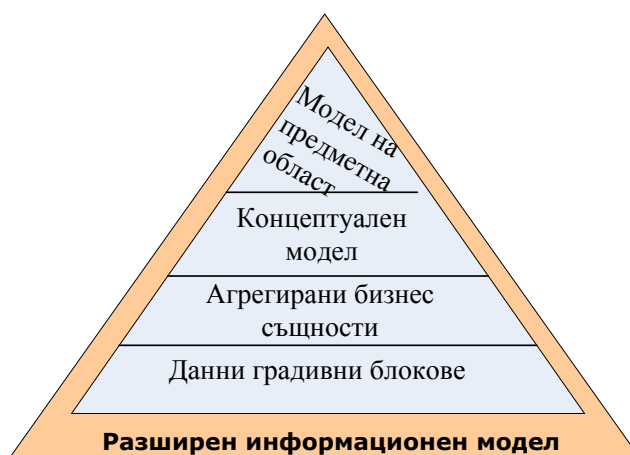 Модел на
предметна
област
Концептуален
модел
Агрегирани бизнес
същности
Данни градивни блокове
Разширен информационен модел